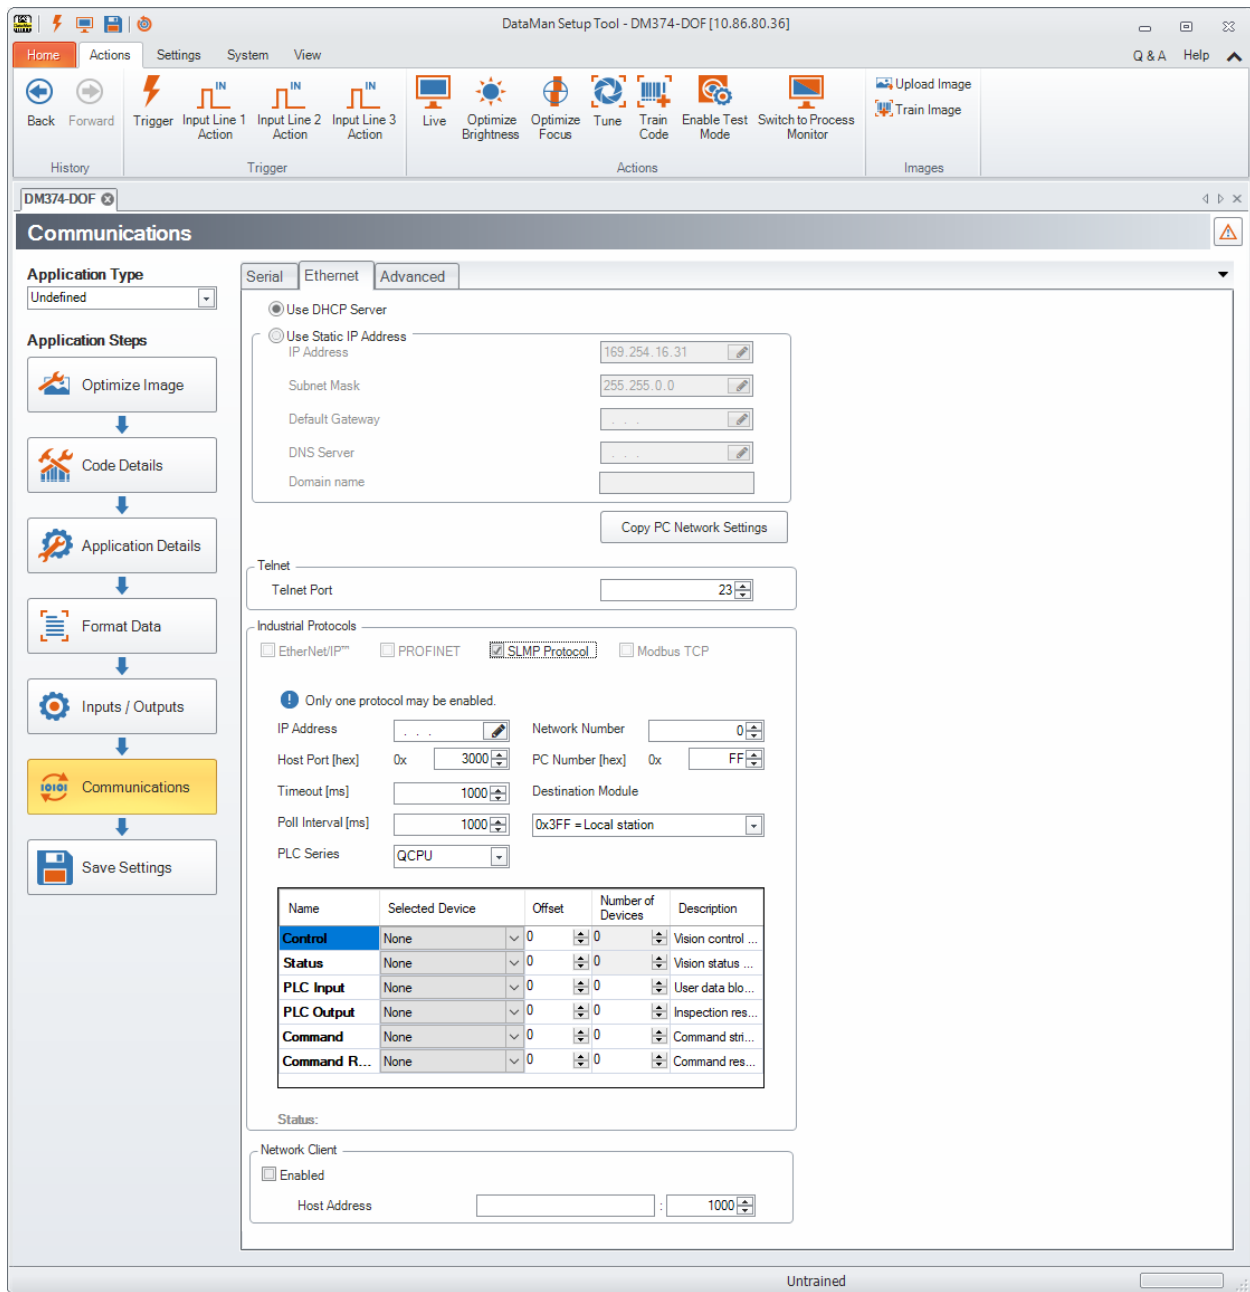 DataMan Setup Tool - DM374-DOF [10.86.80.36]
Home Actions Settings System View Q & A Help
Back Forward Trigger Input Line 1 Action Input Line 2 Action Input Line 3 Action Live Optimize Brightness Optimize Focus Tune Train Code Enable Test Mode Switch to Process Monitor Upload Image
Train Image
History Trigger Actions Images
DM374-DOF
Communications
Application Type
Undefined
Application Steps
Optimize Image
Code Details
Application Details
Format Data
Inputs / Outputs
Communications
Save Settings
Serial Ethernet Advanced
Use DHCP Server
Use Static IP Address
IP Address 169.254.16.31
Subnet Mask 255.255.0.0
Default Gateway . . .
DNS Server . . .
Domain name
Copy PC Network Settings
Telnet
Telnet Port 23
Industrial Protocols
EtherNet/IP™ PROFINET SLMP Protocol Modbus TCP
Only one protocol may be enabled.
IP Address . . . Network Number 0
Host Port [hex] 0x 3000 PC Number [hex] 0x FF
Timeout [ms] 1000 Destination Module
Poll Interval [ms] 1000 0x3FF = Local station
PLC Series QCPU
Name Selected Device Offset Number of Devices Description
Control None 0 0 Vision control ...
Status None 0 0 Vision status ...
PLC Input None 0 0 User data blo...
PLC Output None 0 0 Inspection res...
Command None 0 0 Command stri...
Command R... None 0 0 Command res...
Status:
Network Client
Enabled
Host Address : 1000
Untrained